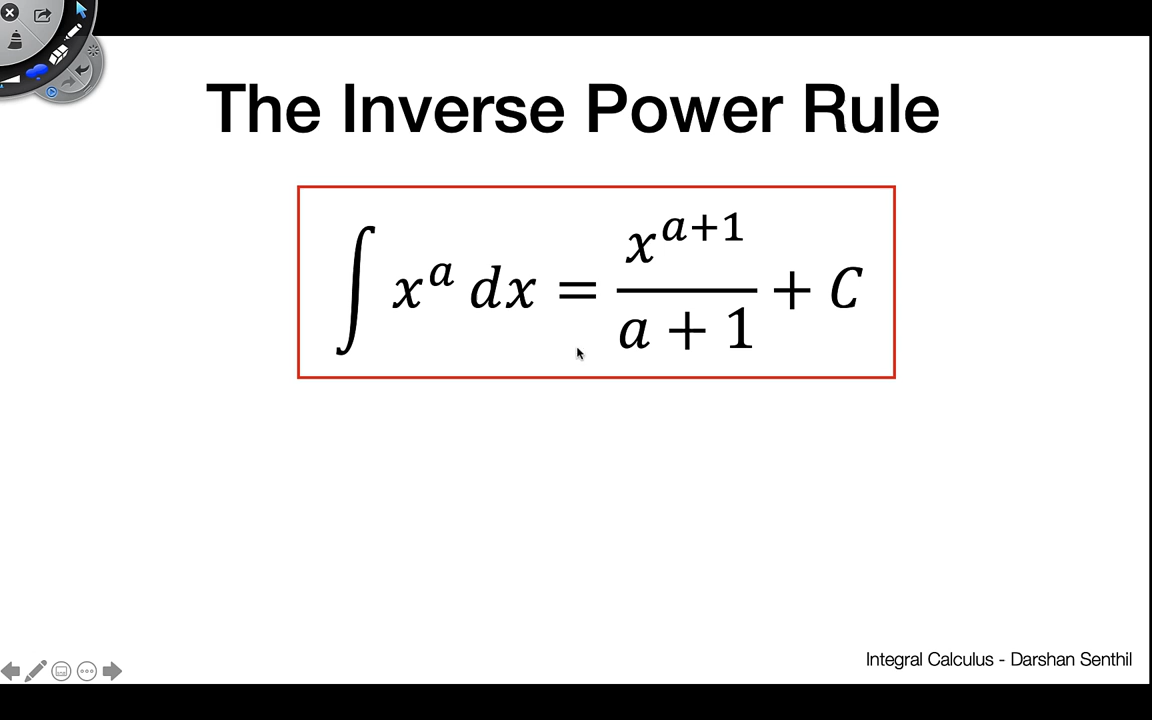 The Inverse Power Rule
∫ x^a dx = x^{a+1}/(a + 1) + C
Integral Calculus - Darshan Senthil